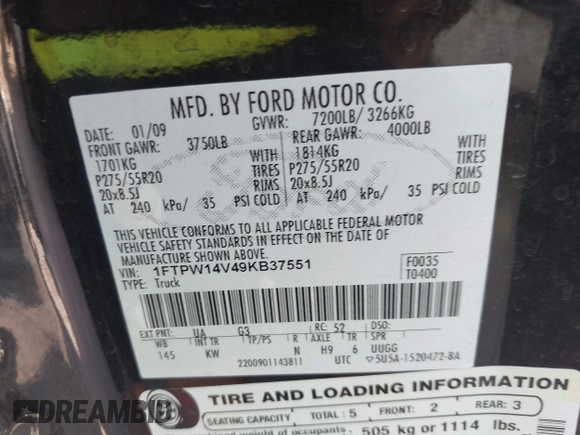 MFD. BY FORD MOTOR CO.
DATE: 01/09 GVWR: 7200LB/ 3266KG
FRONT GAWR: 3750LB REAR GAWR: 4000LB
1701KG WITH 1814KG WITH
P275/55R20 TIRES P275/55R20 TIRES
20x8.5J RIMS 20x8.5J RIMS
AT 240 kPa/ 35 PSI COLD AT 240 kPa/ 35 PSI COLD
THIS VEHICLE CONFORMS TO ALL APPLICABLE FEDERAL MOTOR
VEHICLE SAFETY STANDARDS IN EFFECT ON THE DATE OF
MANUFACTURE SHOWN ABOVE.
VIN: 1FTPW14V49KB37551 F0035
TYPE: Truck T0400
EXT PNT: UA G3 RC: 52 DSO:
WB INT TR TP/PS R AXLE TR SPR
145 KW N H9 6 UUGG
2200901143811 UTC 5U5A-1520472-BA
TIRE AND LOADING INFORMATION
SEATING CAPACITY TOTAL: 5 FRONT: 2 REAR: 3
weight of occupants 505 kg or 1114 lbs.
DREAMBID